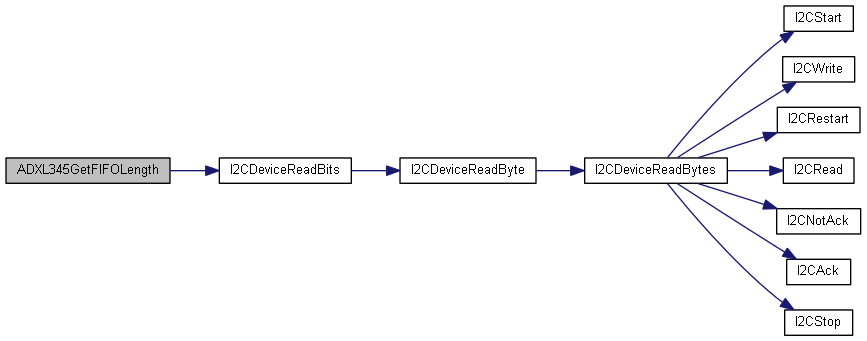 I2CStart
I2CWrite
I2CRestart
ADXL345GetFIFOLength
I2CDeviceReadBits
I2CDeviceReadByte
I2CDeviceReadBytes
I2CRead
I2CNotAck
I2CAck
I2CStop